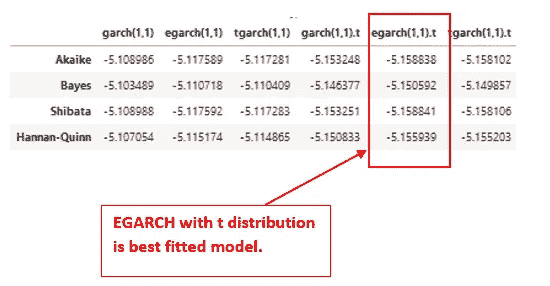 garch(1,1) egarch(1,1) tgarch(1,1) garch(1,1).t egarch(1,1).t tgarch(1,1).t
Akaike -5.108986 -5.117589 -5.117281 -5.153248 -5.158838 -5.158102
Bayes -5.103489 -5.110718 -5.110409 -5.146377 -5.150592 -5.149857
Shibata -5.108988 -5.117592 -5.117283 -5.153251 -5.158841 -5.158106
Hannan-Quinn -5.107054 -5.115174 -5.114865 -5.150833 -5.155939 -5.155203
EGARCH with t distribution
is best fitted model.